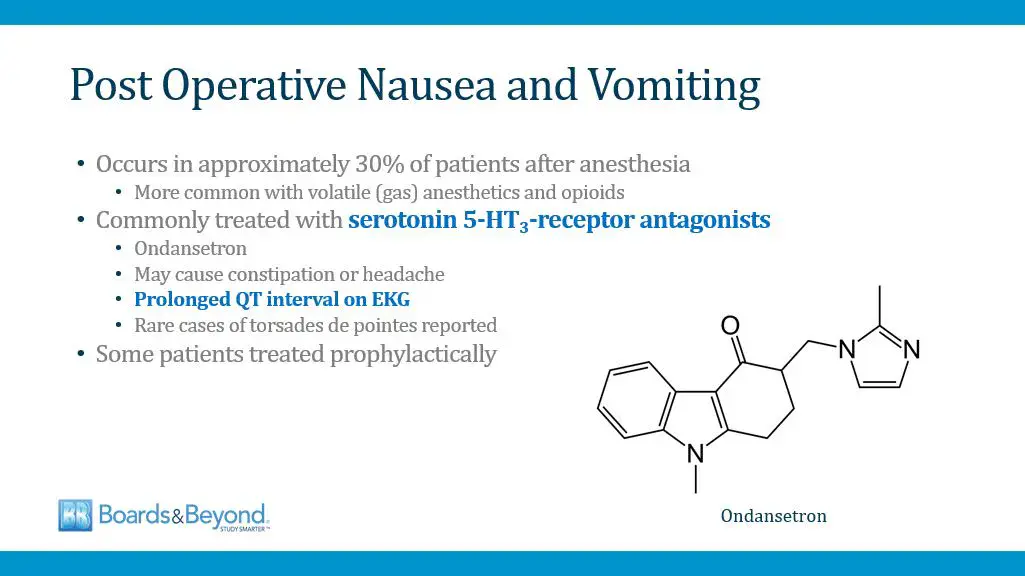 Post Operative Nausea and Vomiting
• Occurs in approximately 30% of patients after anesthesia
• More common with volatile (gas) anesthetics and opioids
• Commonly treated with serotonin 5-HT₃-receptor antagonists
• Ondansetron
• May cause constipation or headache
• Prolonged QT interval on EKG
• Rare cases of torsades de pointes reported
• Some patients treated prophylactically
O
N
N
N
BB Boards&Beyond®
STUDY SMARTER™
Ondansetron